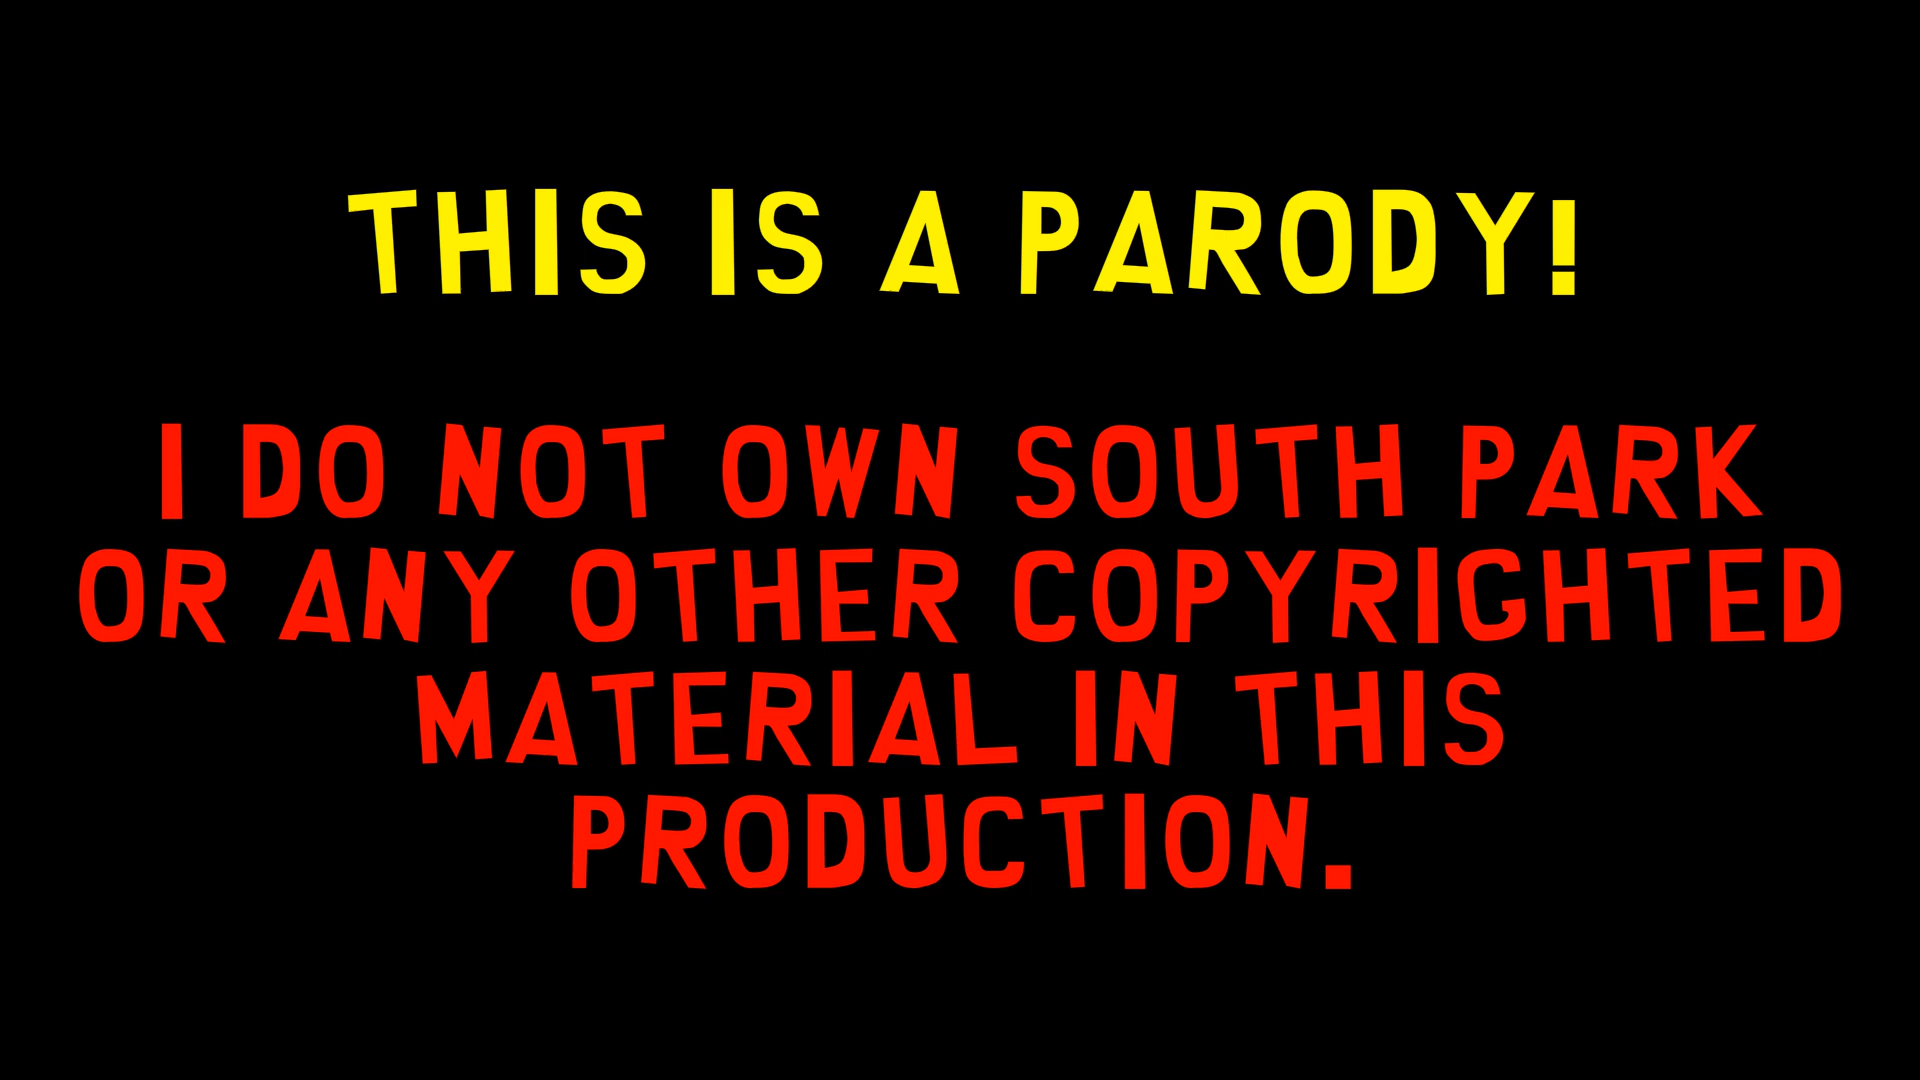 THIS IS A PARODY!
I DO NOT OWN SOUTH PARK
OR ANY OTHER COPYRIGHTED
MATERIAL IN THIS
PRODUCTION.